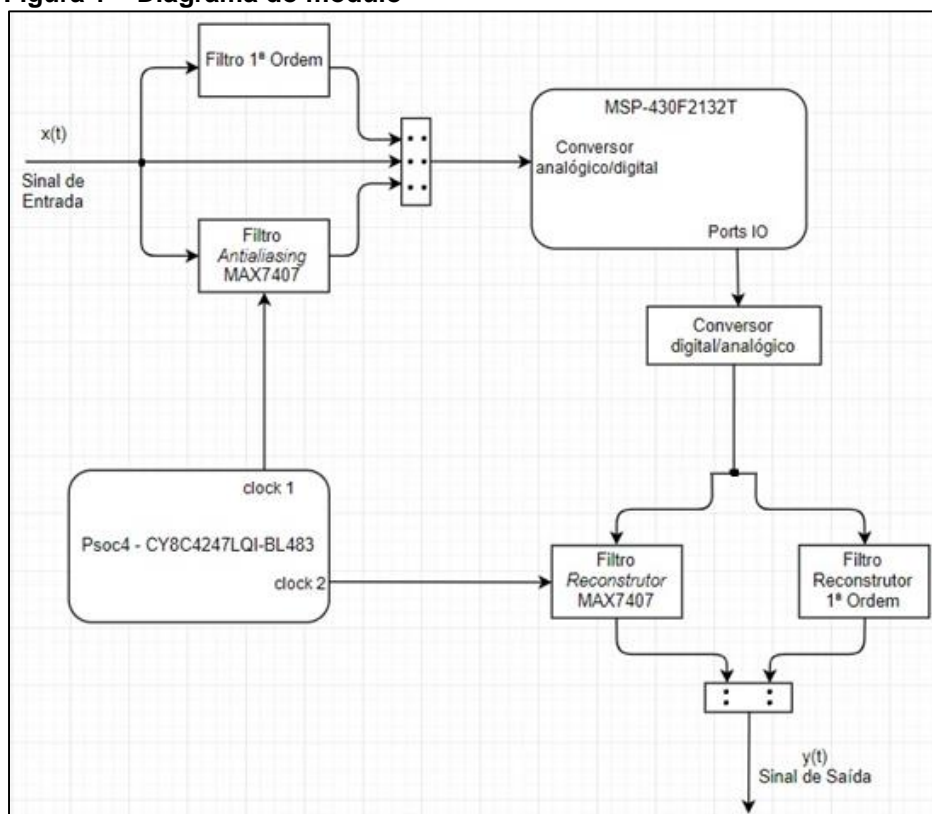 Figura 1 – Diagrama do módulo
Filtro 1ª Ordem
x(t)
Sinal de
Entrada
Filtro
Antialiasing
MAX7407
MSP-430F2132T
Conversor
analógico/digital
Ports IO
Conversor
digital/analógico
clock 1
Psoc4 - CY8C4247LQI-BL483
clock 2
Filtro
Reconstrutor
MAX7407
Filtro
Reconstrutor
1ª Ordem
y(t)
Sinal de Saída